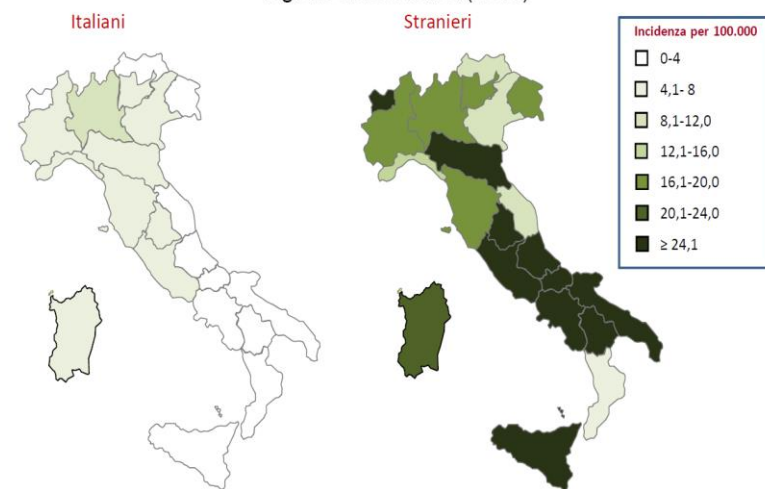 Italiani
Stranieri
Incidenza per 100.000
0-4
4,1- 8
8,1-12,0
12,1-16,0
16,1-20,0
20,1-24,0
≥ 24,1